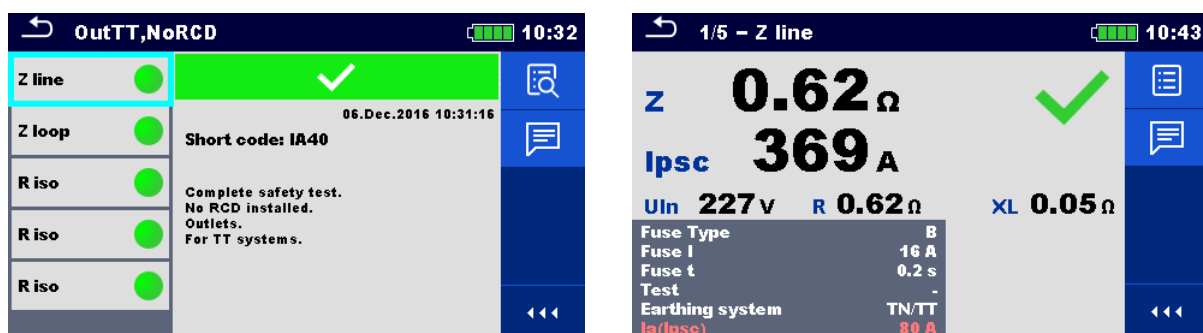 OutTT,NoRCD 10:32
Z line
Z loop
R iso
R iso
R iso
06.Dec.2016 10:31:16
Short code: IA40
Complete safety test.
No RCD installed.
Outlets.
For TT systems.
1/5 – Z line 10:43
Z 0.62 Ω
Ipsc 369 A
Uln 227 V R 0.62 Ω XL 0.05 Ω
Fuse Type B
Fuse I 16 A
Fuse t 0.2 s
Test -
Earthing system TN/TT
Ia(Ipsc) 80 A